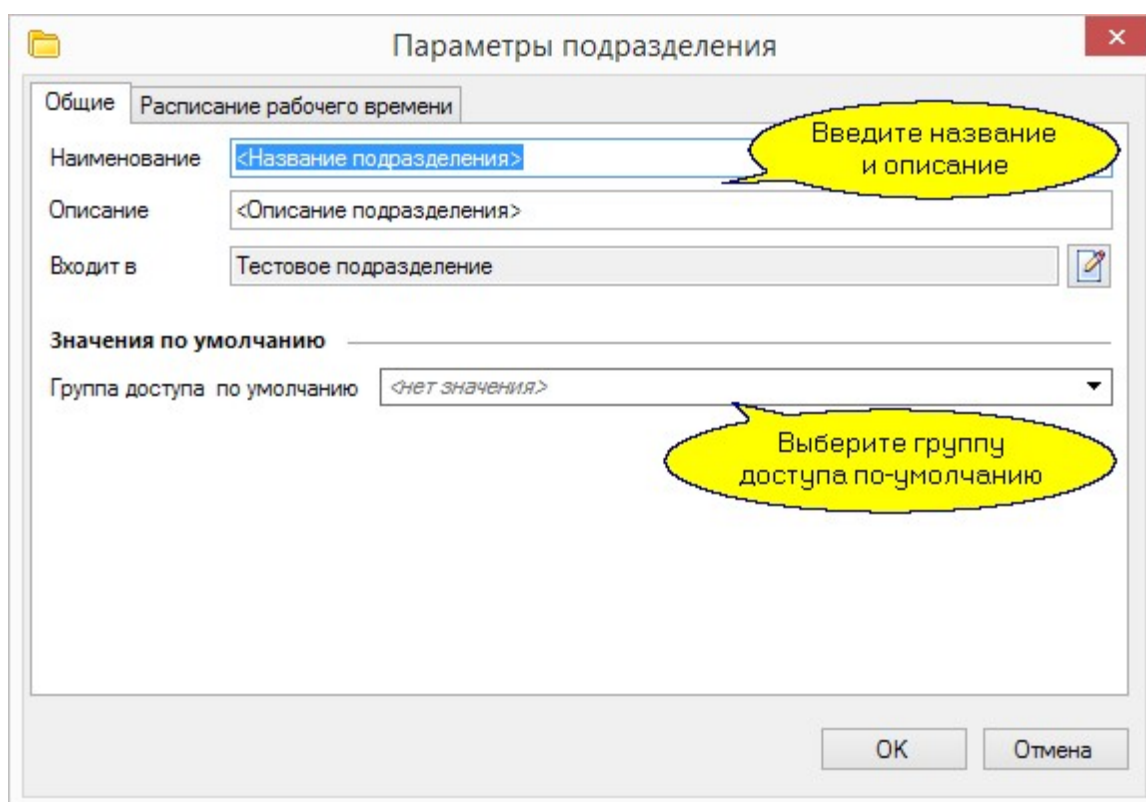 Параметры подразделения
Общие Расписание рабочего времени
Наименование <Название подразделения>
Введите название
и описание
Описание <Описание подразделения>
Входит в Тестовое подразделение
Значения по умолчанию
Группа доступа по умолчанию <нет значения>
Выберите группу
доступа по-умолчанию
OK Отмена